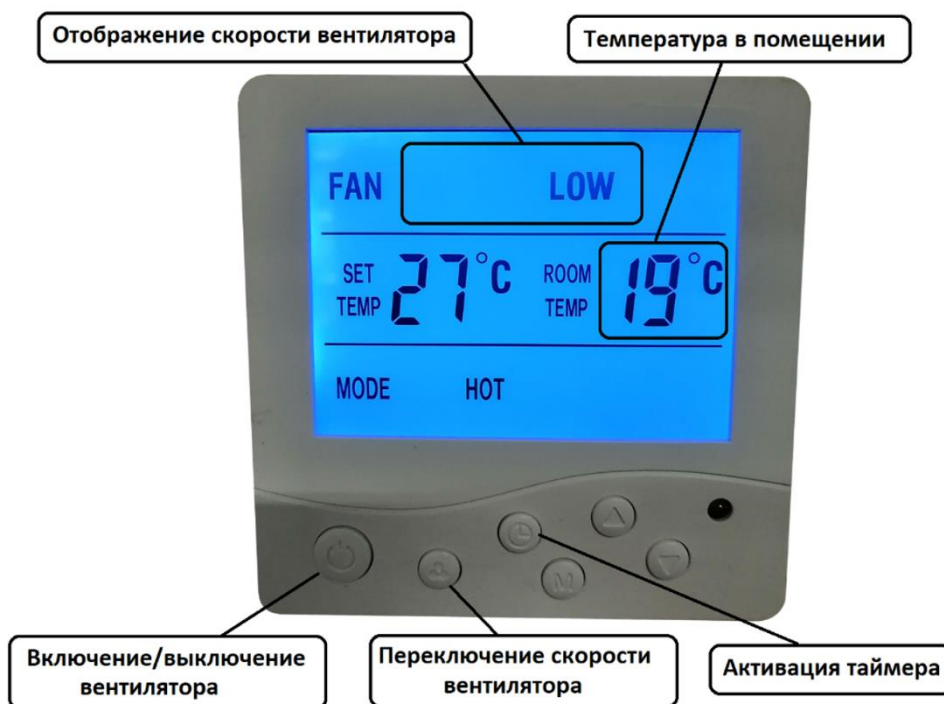 Отображение скорости вентилятора
Температура в помещении
FAN LOW
SET TEMP 27°C ROOM TEMP 19°C
MODE HOT
M
Включение/выключение
вентилятора
Переключение скорости
вентилятора
Активация таймера